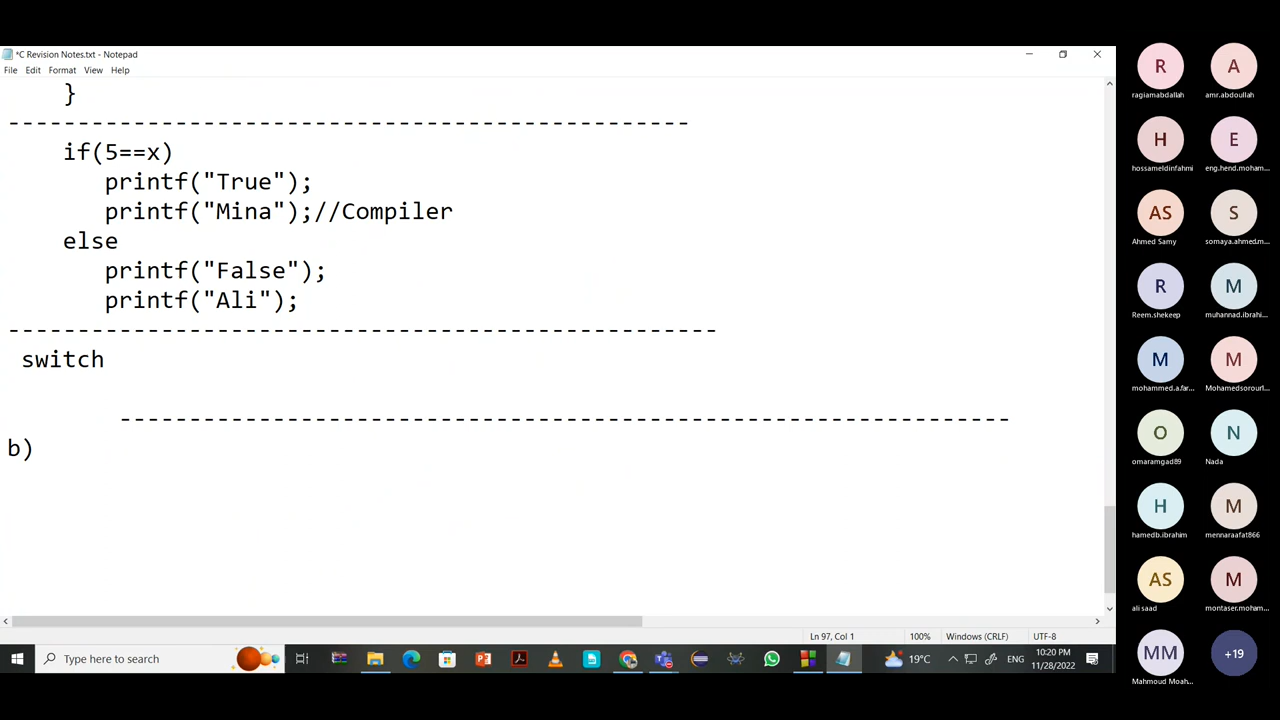 *C Revision Notes.txt - Notepad
File Edit Format View Help
}
-------------------------------------------------
if(5==x)
printf("True");
printf("Mina");//Compiler
else
printf("False");
printf("Ali");
---------------------------------------------------
switch
----------------------------------------------------------------
b)
Ln 97, Col 1
100%
Windows (CRLF)
UTF-8
Type here to search
19°C
ENG
10:20 PM
11/28/2022
R
ragiamabdallah
A
amr.abdoullah
H
hossameldinfahmi
E
eng.hend.moham...
AS
Ahmed Samy
S
somaya.ahmed.m...
R
Reem.shekeep
M
muhannad.ibrahi...
M
mohammed.a.far...
M
Mohamedsorourl...
O
omaramgad89
N
Nada
H
hamedb.ibrahim
M
mennaraafat866
AS
ali saad
M
montaser.moham...
MM
Mahmoud Moah...
+19